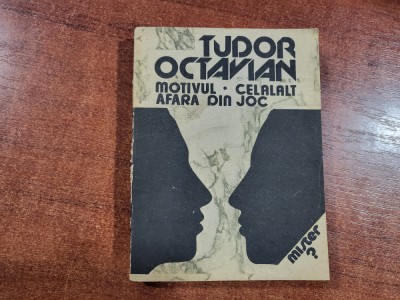 TUDOR
OCTAVIAN
MOTIVUL • CELALALT
AFARA DIN JOC
mister
?